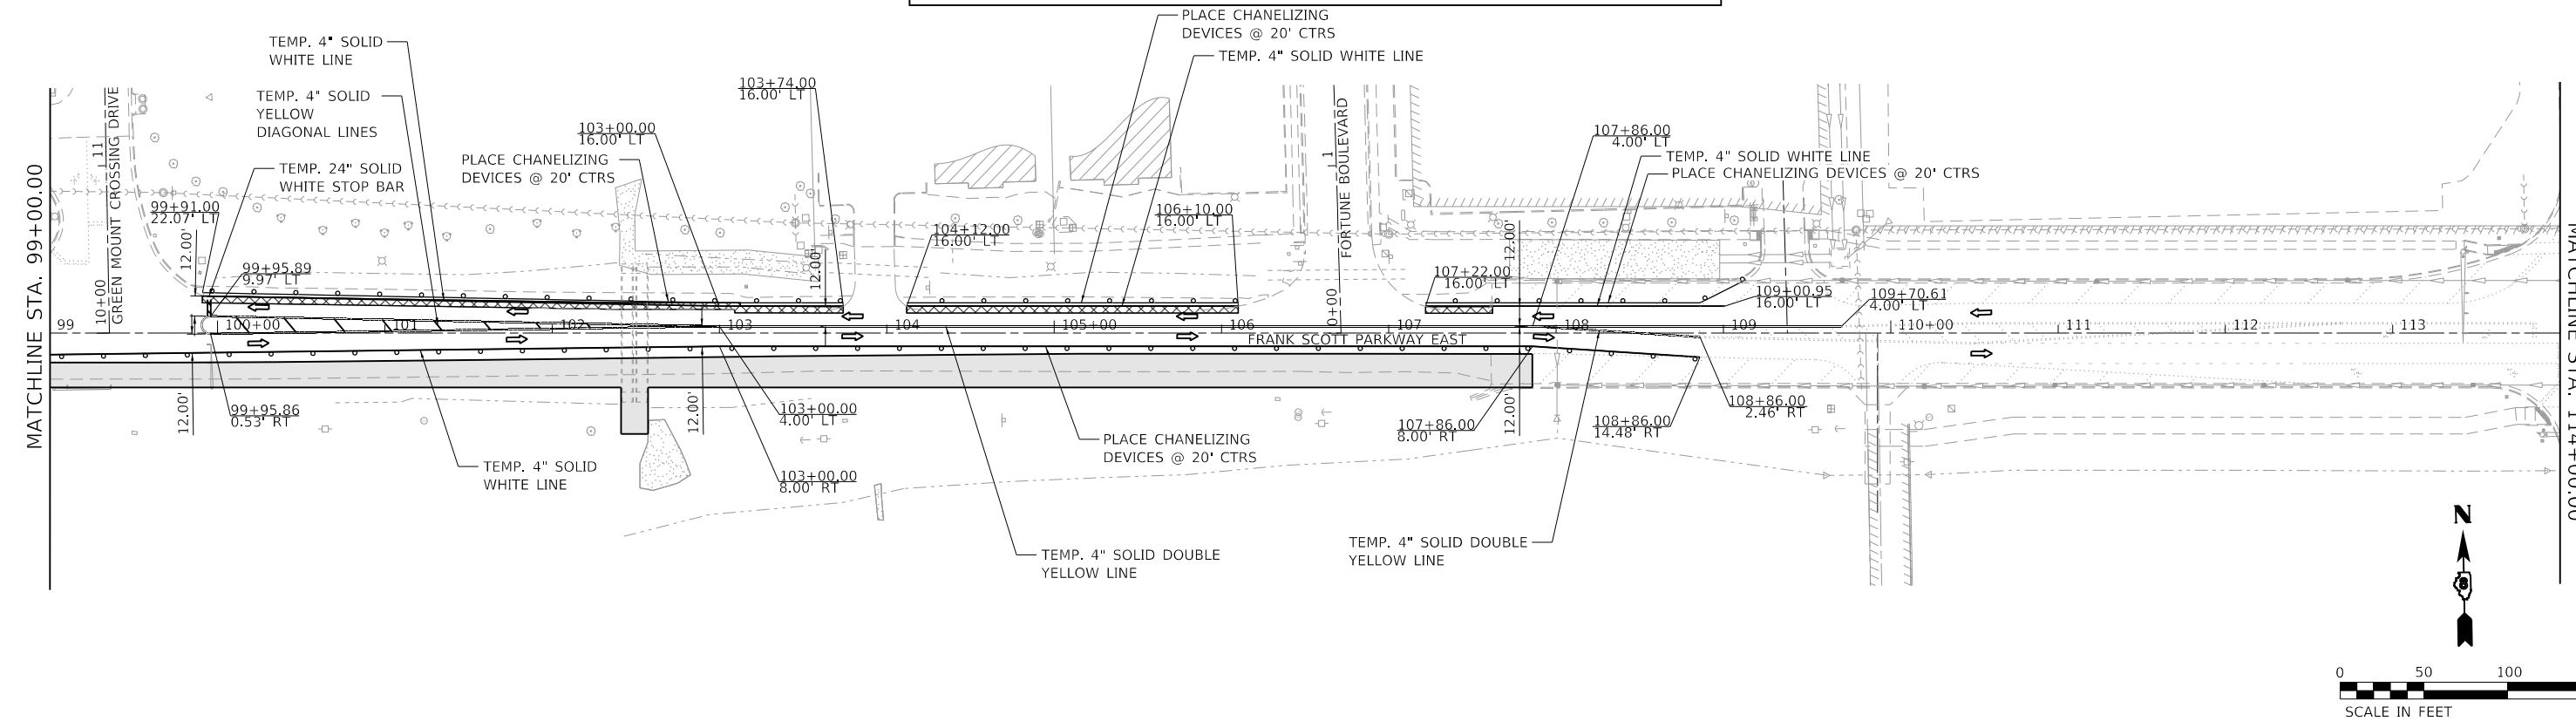 PLACE CHANELIZING
DEVICES @ 20' CTRS
TEMP. 4" SOLID WHITE LINE
TEMP. 4" SOLID
WHITE LINE
TEMP. 4" SOLID
YELLOW
DIAGONAL LINES
103+74.00
16.00' LT
103+00.00
16.00' LT
PLACE CHANELIZING
DEVICES @ 20' CTRS
TEMP. 24" SOLID
WHITE STOP BAR
99+91.00
22.07' LT
99+95.89
9.97' LT
12.00'
12.00'
104+12.00
16.00' LT
106+10.00
16.00' LT
107+86.00
4.00' LT
TEMP. 4" SOLID WHITE LINE
PLACE CHANELIZING DEVICES @ 20' CTRS
107+22.00
16.00' LT
12.00'
109+00.95
16.00' LT
109+70.61
4.00' LT
MATCHLINE STA. 99+00.00
10+00
11
GREEN MOUNT CROSSING DRIVE
0+00
1
FORTUNE BOULEVARD
99
100+00
101
102
103
104
105+00
106
107
108
109
110+00
111
112
113
FRANK SCOTT PARKWAY EAST
MATCHLINE STA. 114+00.00
99+95.86
0.53' RT
12.00'
12.00'
12.00'
103+00.00
4.00' LT
103+00.00
8.00' RT
107+86.00
8.00' RT
108+86.00
14.48' RT
108+86.00
2.46' RT
TEMP. 4" SOLID
WHITE LINE
PLACE CHANELIZING
DEVICES @ 20' CTRS
TEMP. 4" SOLID DOUBLE
YELLOW LINE
TEMP. 4" SOLID DOUBLE
YELLOW LINE
N
0 50 100
SCALE IN FEET